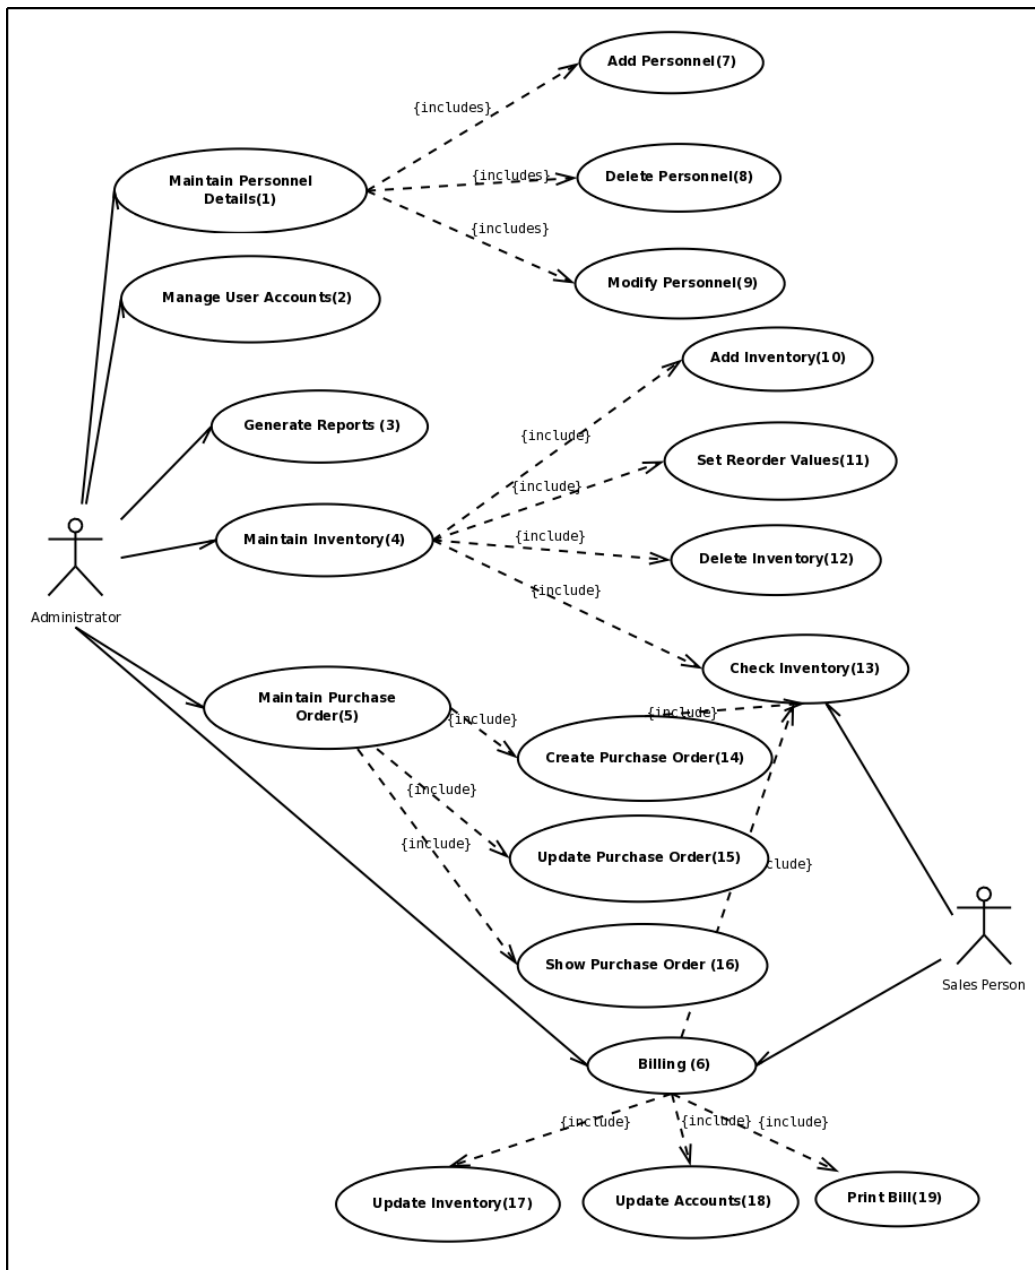 Add Personnel(7)
{includes}
Maintain Personnel
Details(1)
{includes}
Delete Personnel(8)
{includes}
Modify Personnel(9)
Manage User Accounts(2)
Add Inventory(10)
Generate Reports (3)
{include}
Set Reorder Values(11)
{include}
Maintain Inventory(4)
{include}
Delete Inventory(12)
{include}
Administrator
Check Inventory(13)
Maintain Purchase
Order(5)
{include}
{include}
Create Purchase Order(14)
{include}
{include}
Update Purchase Order(15)
clude}
Show Purchase Order (16)
Sales Person
Billing (6)
{include}
{include}
{include}
Update Inventory(17)
Update Accounts(18)
Print Bill(19)